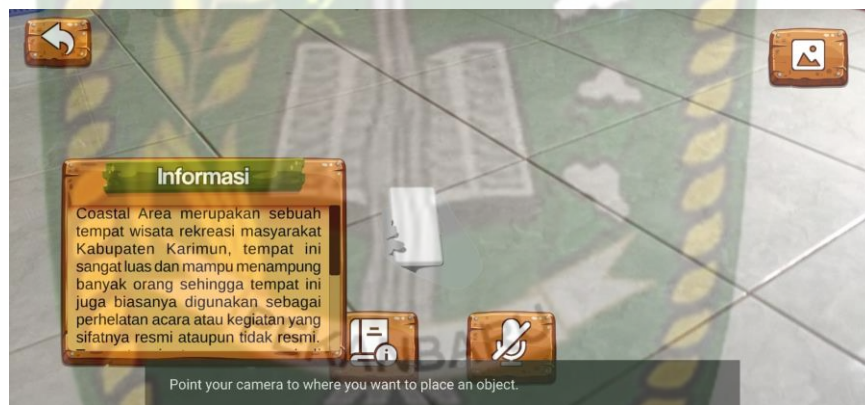 Informasi
Coastal Area merupakan sebuah
tempat wisata rekreasi masyarakat
Kabupaten Karimun, tempat ini
sangat luas dan mampu menampung
banyak orang sehingga tempat ini
juga biasanya digunakan sebagai
perhelatan acara atau kegiatan yang
sifatnya resmi ataupun tidak resmi.
ANBA
Point your camera to where you want to place an object.